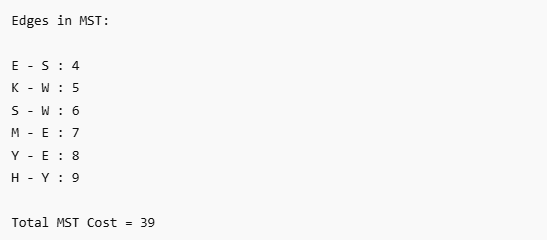 Edges in MST:
E - S : 4
K - W : 5
S - W : 6
M - E : 7
Y - E : 8
H - Y : 9
Total MST Cost = 39